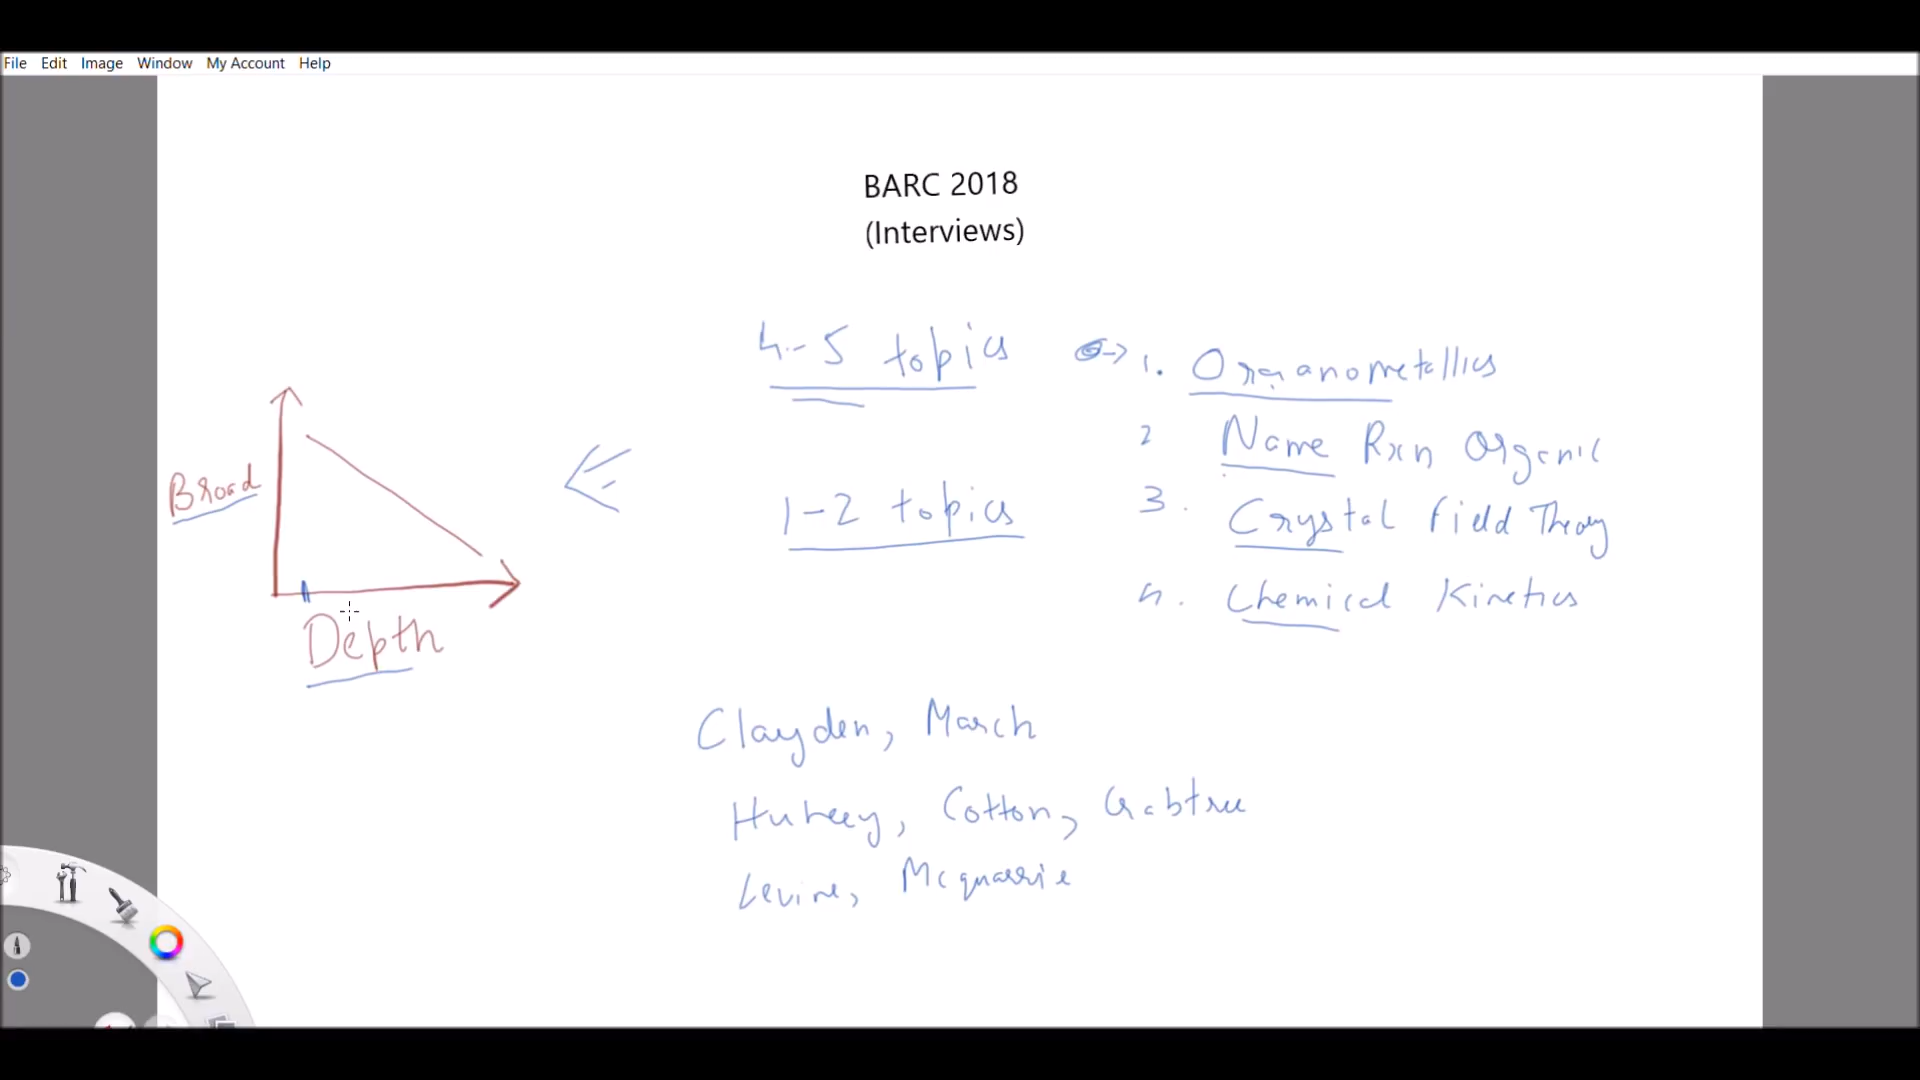 File Edit Image Window My Account Help
BARC 2018
(Interviews)
4-5 topics
1. Organometallics
2 Name Rxn Organic
3. Crystal Field Theory
4. Chemical Kinetics
1-2 topics
Broad
Depth
Clayden, March
Huheey, Cotton, Crabtree
Levine, Mcquarrie